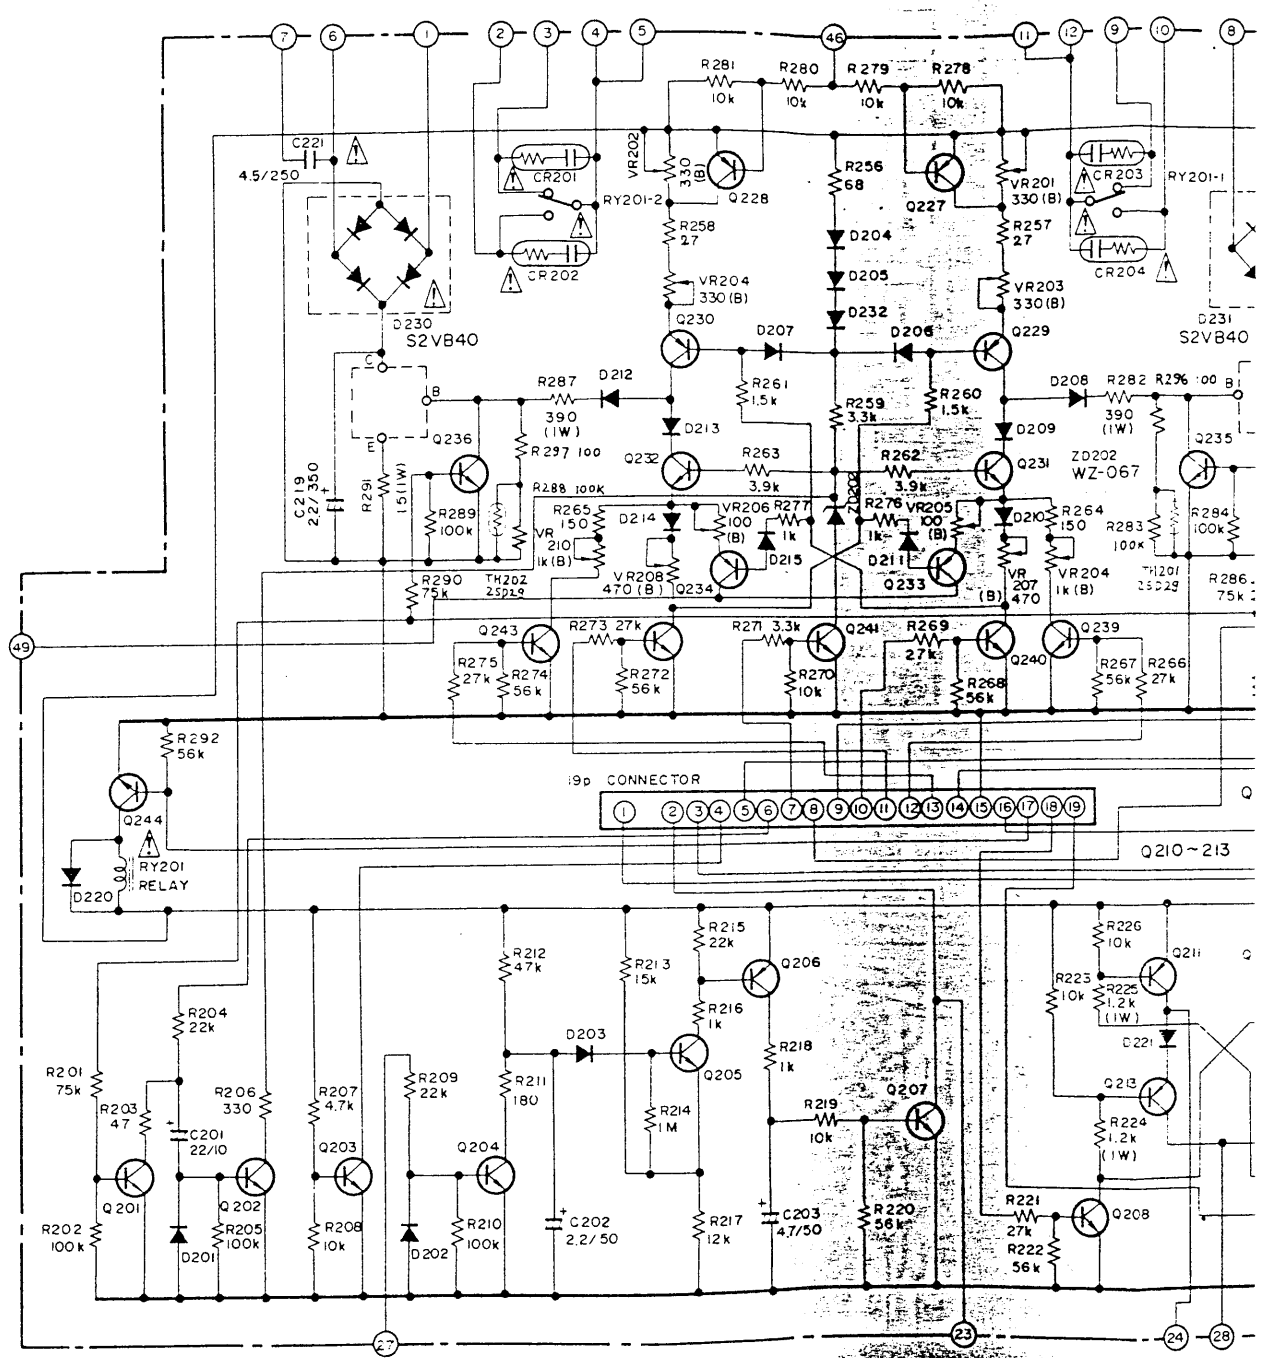 7 6 1 2 3 4 5 46 11 12 9 10 8
R281
10k
R280
10k
R279
10k
R278
10k
C221
4.5/250
CR201
RY201-2
CR202
VR202
330
(B)
Q228
R256
68
Q227
VR201
330(B)
CR203
RY201-1
CR204
R258
27
D204
R257
27
D205
VR204
330(B)
VR203
330(B)
D232
D230
S2VB40
Q230
D207
D206
Q229
D231
S2VB40
C
B
E
R287
390
(1W)
D212
R261
1.5k
R259
3.3k
R260
1.5k
D208
R282
390
(1W)
R296 100
B
D213
D209
Q236
R297 100
Q232
R263
3.9k
R262
3.9k
Q231
ZD202
WZ-067
Q235
C219
2.2/350
R291
15(1W)
R288 100k
R289
100k
R265
150
D214
VR206
100
(B)
R277
1k
ZD202
R276
1k
VR205
100
(B)
D210
R264
150
R283
100k
R284
100k
VR
210
1k(B)
D215
D211
R290
75k
TH202
2SD29
VR208
470(B)
Q234
Q233
(B)
VR
207
470
VR204
1k(B)
TH201
2SD29
R286
75k
49
Q243
R273
27k
R271
3.3k
Q241
R269
27k
Q240
Q239
R275
27k
R274
56k
R272
56k
R270
10k
R268
56k
R267
56k
R266
27k
R292
56k
19p CONNECTOR
1 2 3 4 5 6 7 8 9 10 11 12 13 14 15 16 17 18 19
Q
Q244
RY201
RELAY
D220
Q210~213
R212
47k
R213
15k
R215
22k
Q206
R226
10k
Q211
Q
R204
22k
R216
1k
R223
10k
R225
1.2k
(1W)
D203
R218
1k
D221
R201
75k
R203
47
R206
330
R207
4.7k
R209
22k
R211
180
Q205
Q207
Q213
C201
22/10
R214
1M
R219
10k
R224
1.2k
(1W)
Q203
Q204
Q201
Q202
R202
100k
D201
R205
100k
R208
10k
D202
R210
100k
C202
2.2/50
R217
12k
C203
4.7/50
R220
56k
R221
27k
R222
56k
Q208
27 23 24 28